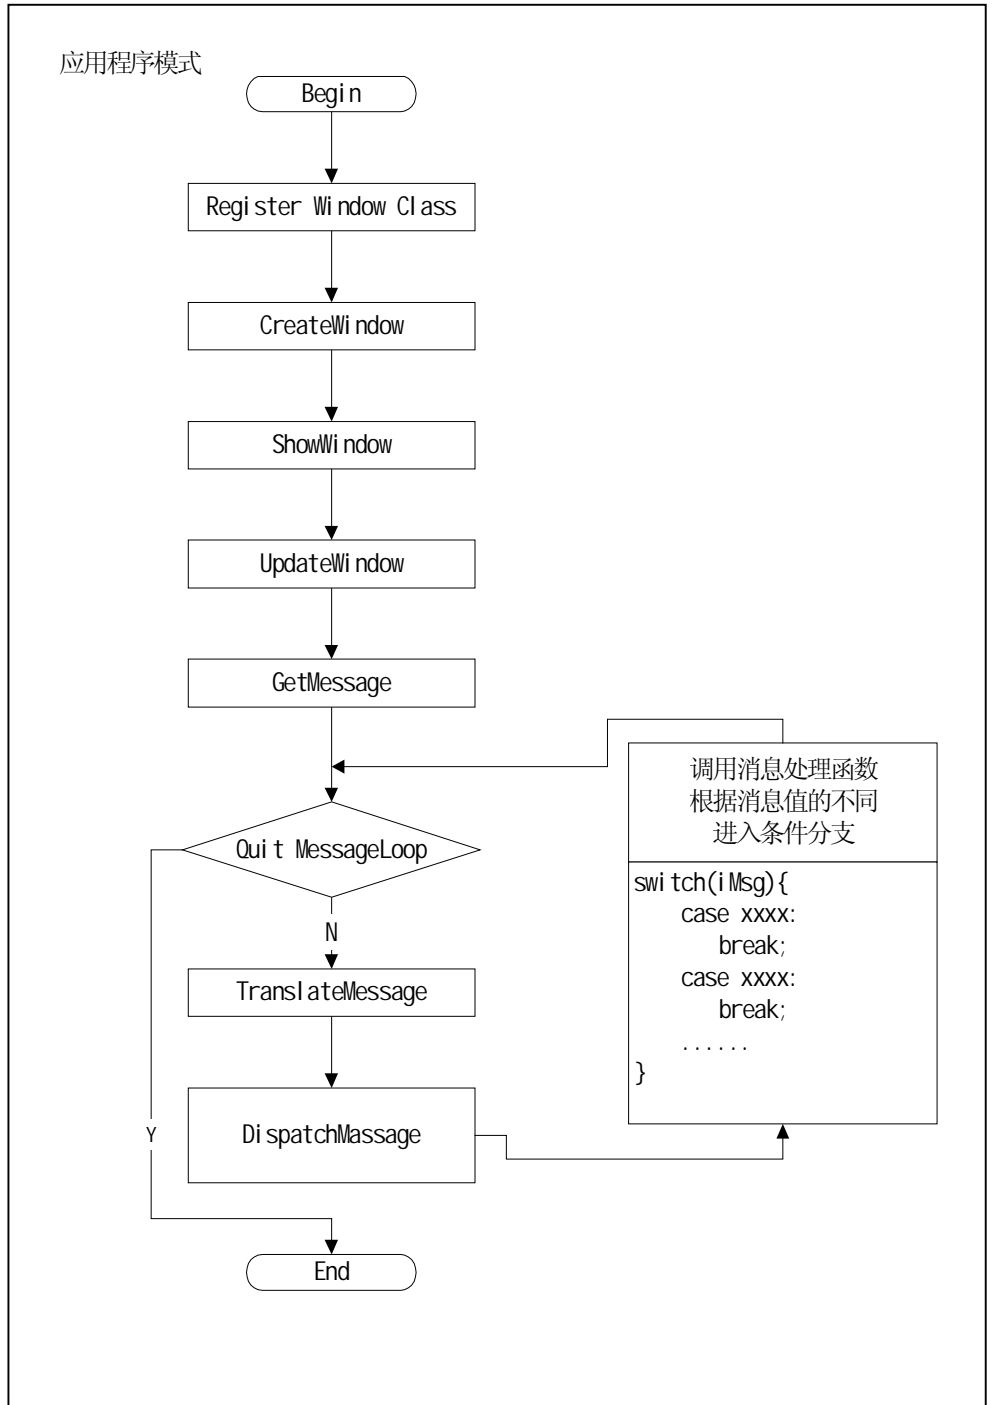 应用程序模式
Begin
Register Window Class
CreateWindow
ShowWindow
UpdateWindow
GetMessage
调用消息处理函数
根据消息值的不同
进入条件分支
Quit MessageLoop
switch(iMsg){
case xxxx:
break;
case xxxx:
break;
......
}
N
TranslateMessage
DispatchMassage
Y
End